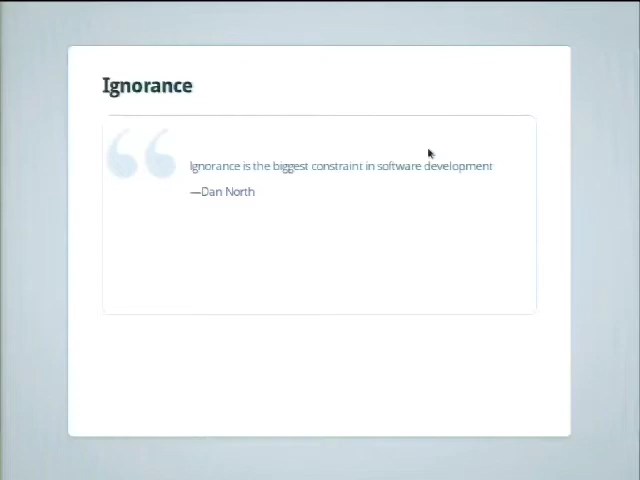 Ignorance
Ignorance is the biggest constraint in software development
—Dan North